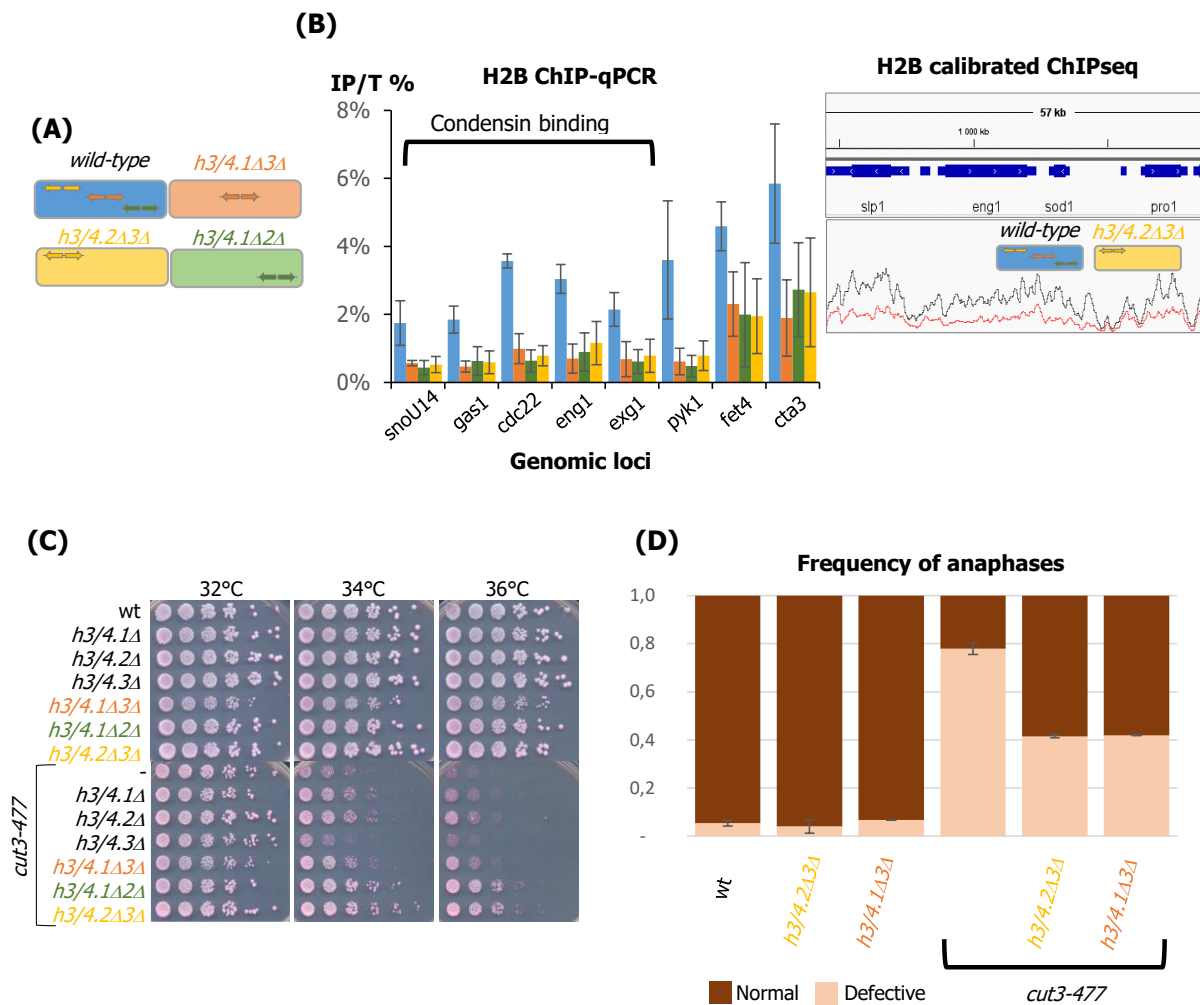 (A)
wild-type
h3/4.1Δ3Δ
h3/4.2Δ3Δ
h3/4.1Δ2Δ
(B)
H2B ChIP-qPCR
IP/T %
8%
6%
4%
2%
0%
Condensin binding
snoU14
gas1
cdc22
eng1
exg1
pyk1
fet4
cta3
Genomic loci
H2B calibrated ChIPseq
57 kb
1 000 kb
slp1
eng1
sod1
pro1
wild-type
h3/4.2Δ3Δ
(C)
32°C
34°C
36°C
wt
h3/4.1Δ
h3/4.2Δ
h3/4.3Δ
h3/4.1Δ3Δ
h3/4.1Δ2Δ
h3/4.2Δ3Δ
cut3-477
-
h3/4.1Δ
h3/4.2Δ
h3/4.3Δ
h3/4.1Δ3Δ
h3/4.1Δ2Δ
h3/4.2Δ3Δ
(D)
Frequency of anaphases
1,0
0,8
0,6
0,4
0,2
-
wt
h3/4.2Δ3Δ
h3/4.1Δ3Δ
h3/4.2Δ3Δ
h3/4.1Δ3Δ
cut3-477
Normal
Defective